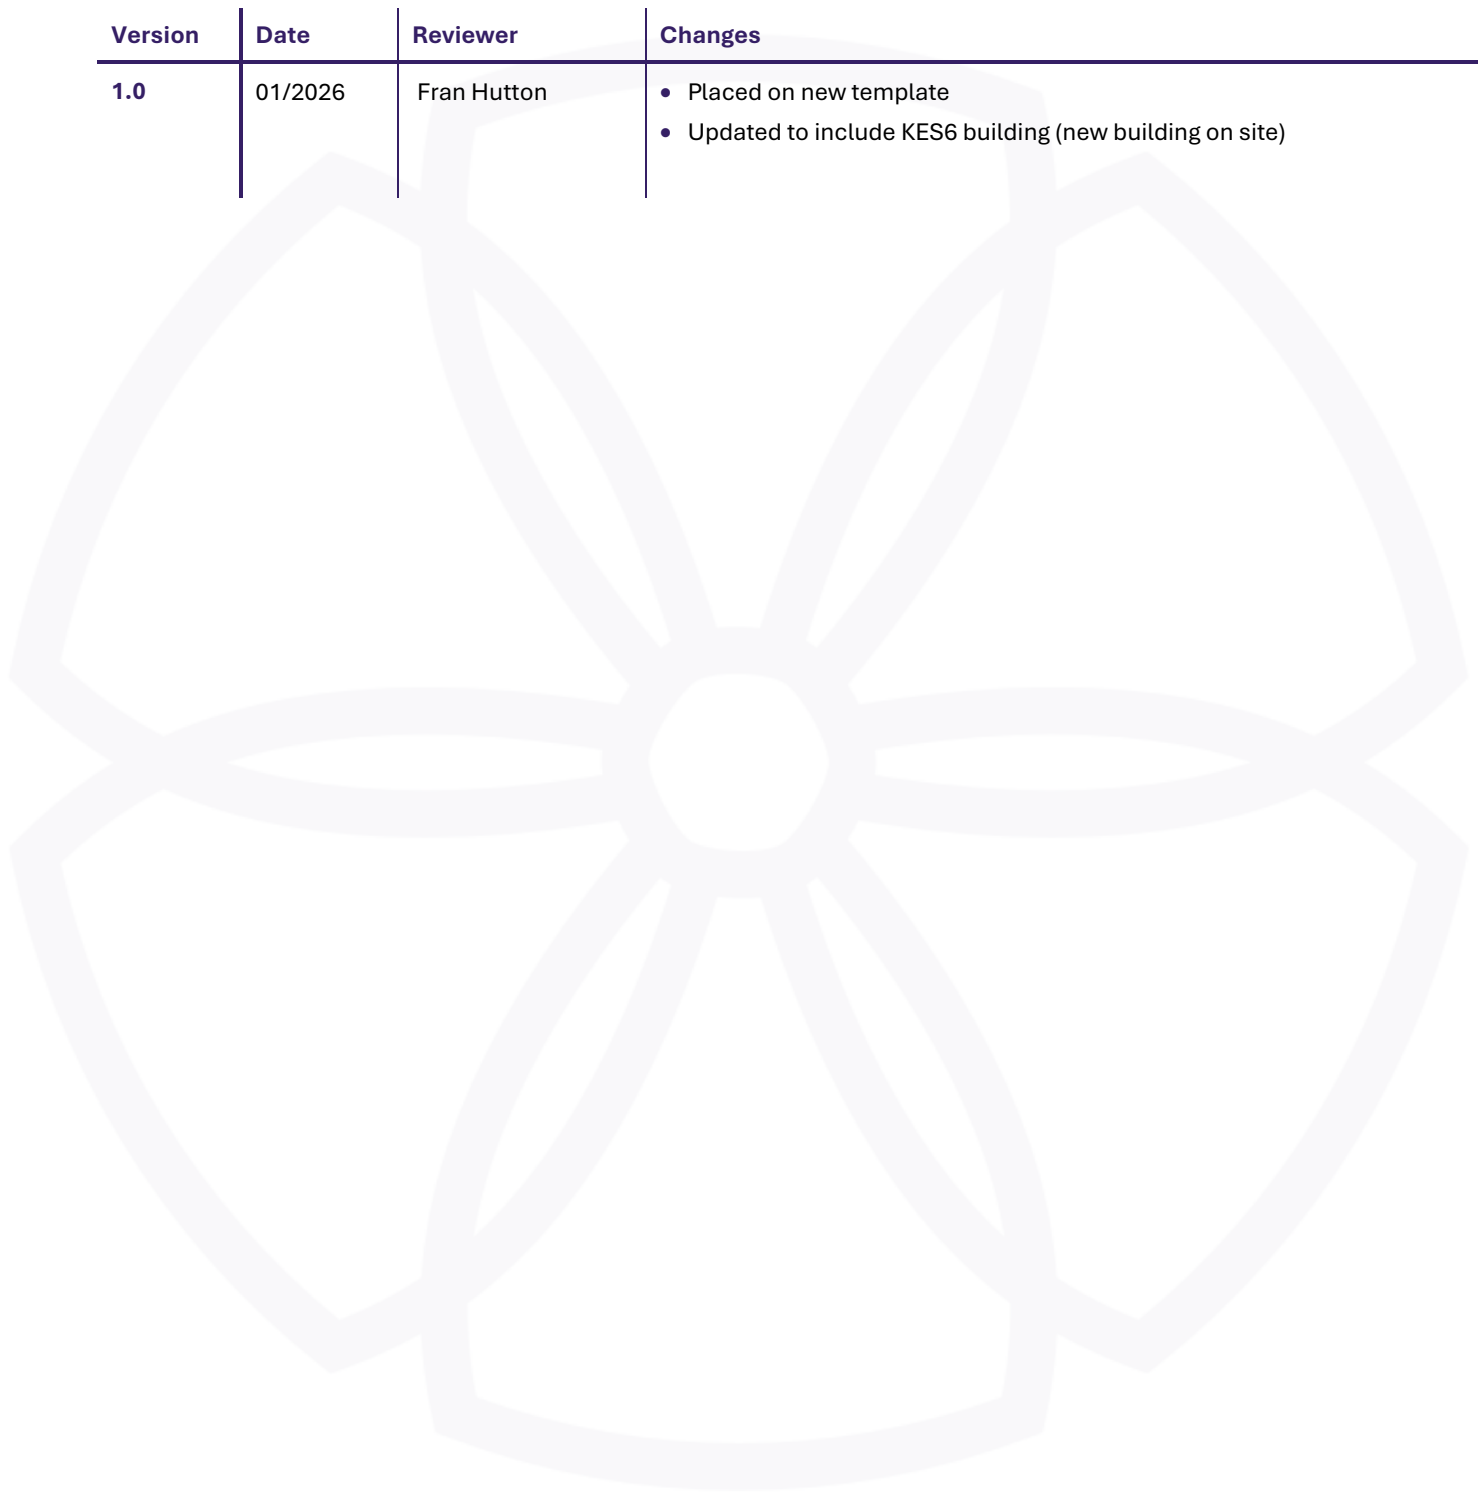 Version Date Reviewer Changes
1.0 01/2026 Fran Hutton • Placed on new template
• Updated to include KES6 building (new building on site)